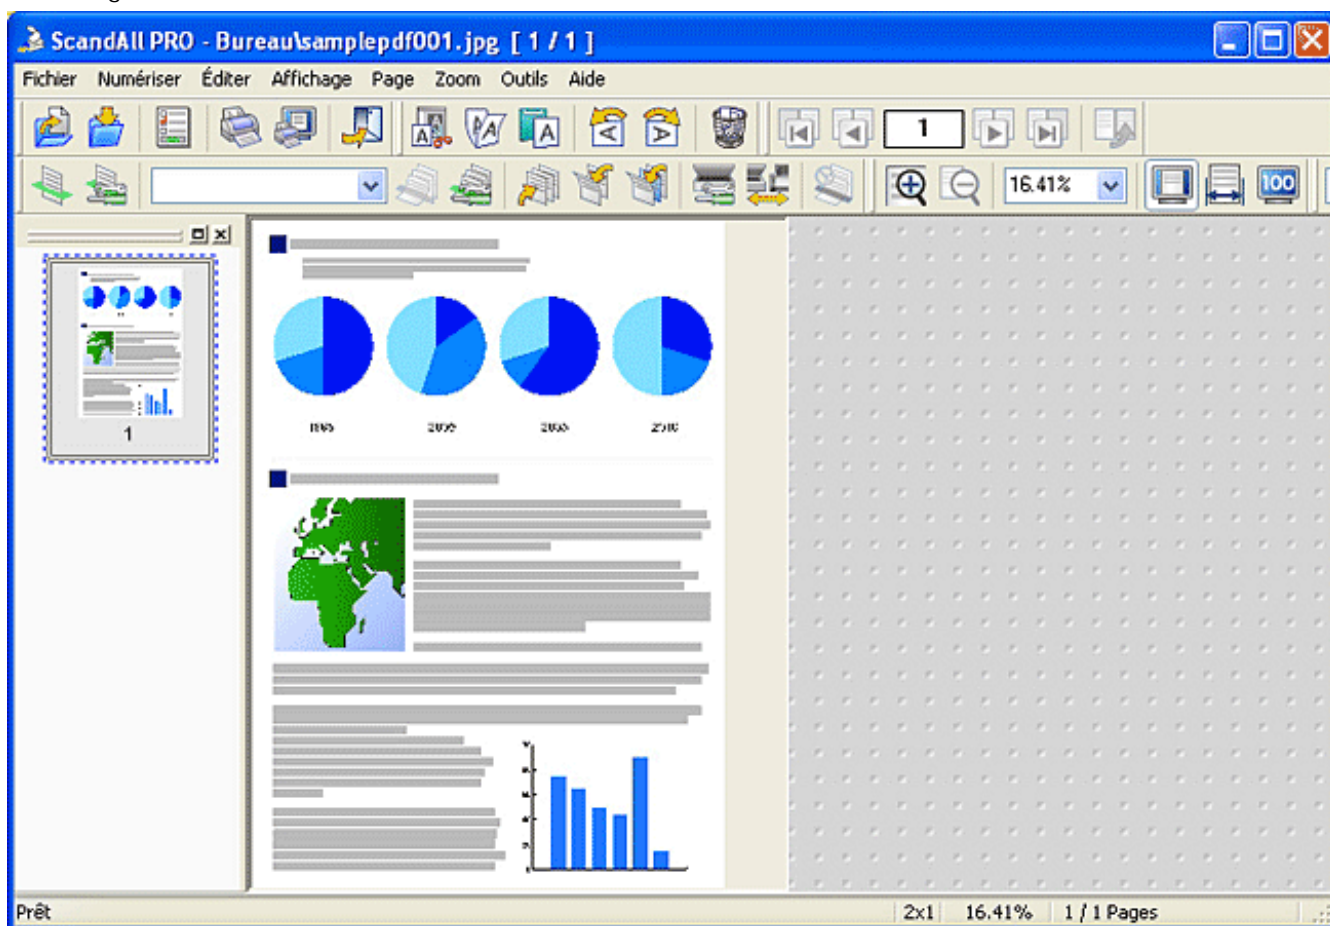 ScandAll PRO - Bureau\samplepdf001.jpg [ 1 / 1 ]
Fichier Numériser Éditer Affichage Page Zoom Outils Aide
1
16.41%
100
1
Prêt 2x1 16.41% 1 / 1 Pages